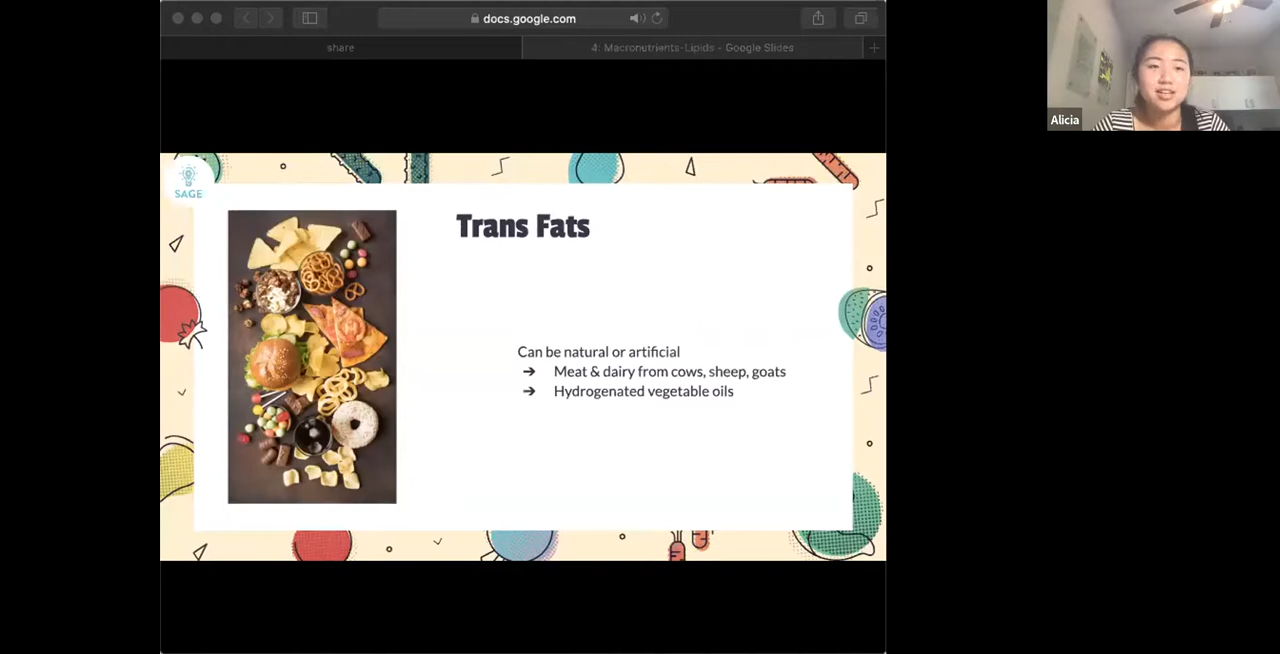 docs.google.com
share
4: Macronutrients-Lipids - Google Slides
Alicia
SAGE
Trans Fats
Can be natural or artificial
➔ Meat & dairy from cows, sheep, goats
➔ Hydrogenated vegetable oils